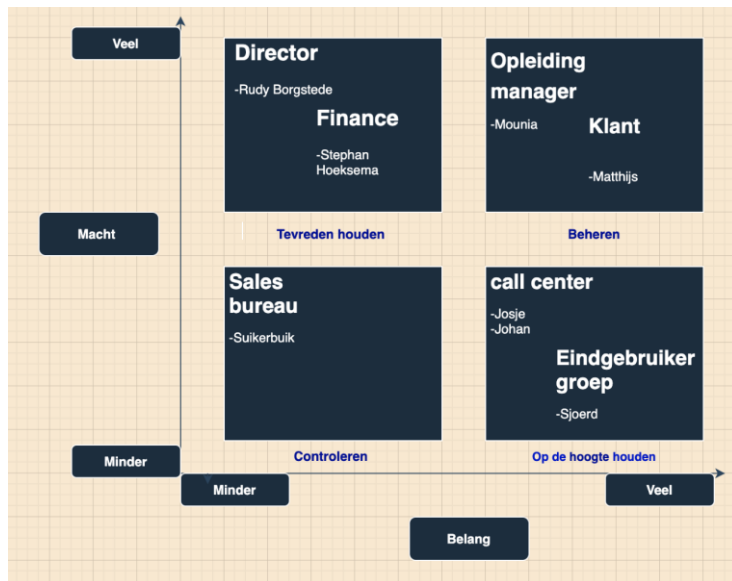 Veel
Director
-Rudy Borgstede
Finance
-Stephan
Hoeksema
Opleiding
manager
-Mounia
Klant
-Matthijs
Macht
Tevreden houden
Beheren
Sales
bureau
-Suikerbuik
call center
-Josje
-Johan
Eindgebruiker
groep
-Sjoerd
Minder
Controleren
Op de hoogte houden
Minder
Veel
Belang